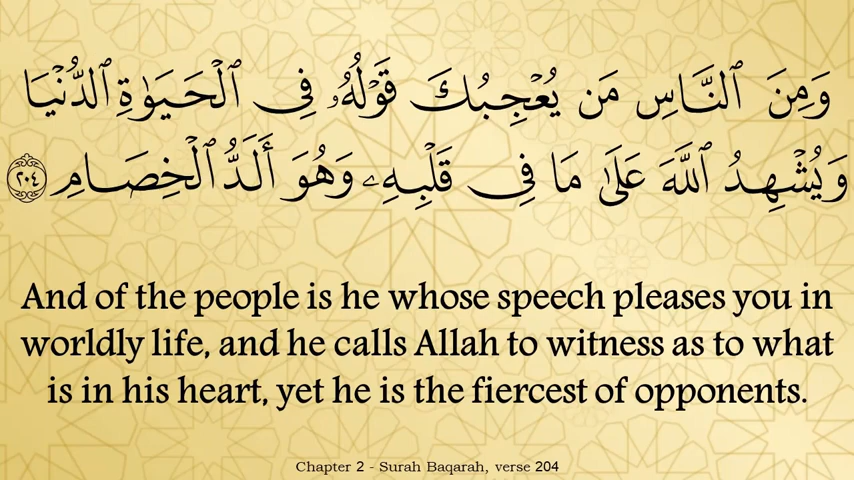 وَمِنَ ٱلنَّاسِ مَن يُعْجِبُكَ قَوْلُهُۥ فِى ٱلْحَيَوٰةِ ٱلدُّنْيَا
وَيُشْهِدُ ٱللَّهَ عَلَىٰ مَا فِى قَلْبِهِۦ وَهُوَ أَلَدُّ ٱلْخِصَامِ ٢٠٤
And of the people is he whose speech pleases you in
worldly life, and he calls Allah to witness as to what
is in his heart, yet he is the fiercest of opponents.
Chapter 2 - Surah Baqarah, verse 204